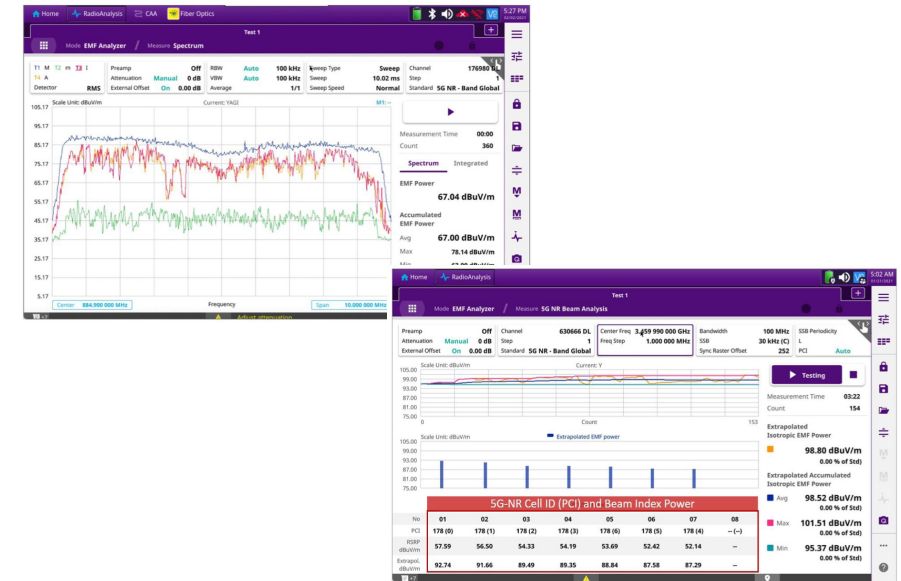 Home RadioAnalysis CAA Fiber Optics 5:27 PM
02/02/2021
Test 1 +
Mode EMF Analyzer / Measure Spectrum
T1 M T2 m T3 I
T4 A
Detector RMS
Preamp Off
Attenuation Manual 0 dB
External Offset On 0.00 dB
RBW Auto 100 kHz
VBW Auto 100 kHz
Average 1/1
Sweep Type Sweep
Sweep 10.02 ms
Sweep Speed Normal
Channel 176980 DL
Step 1
Standard 5G NR - Band Global
Scale Unit: dBuV/m Current: YAGI M1: --
105.17
95.17
85.17
75.17
65.17
55.17
45.17
35.17
25.17
15.17
5.17
Center 884.900 000 MHz Frequency Span 10.000 000 MHz
Adjust attenuation
Measurement Time 00:00
Count 360
Spectrum Integrated
EMF Power
67.04 dBuV/m
Accumulated
EMF Power
Avg 67.00 dBuV/m
Max 78.14 dBuV/m
M
M
Home RadioAnalysis 5:02 AM
Test 1 +
Mode EMF Analyzer / Measure 5G NR Beam Analysis
Preamp Off
Attenuation Manual 0 dB
External Offset On 0.00 dB
Channel 630666 DL
Step 1
Standard 5G NR - Band Global
Center Freq 3.459 990 000 GHz
Freq Step 1.000 000 MHz
Bandwidth 100 MHz
SSB 30 kHz (C)
Sync Raster Offset 252
SSB Periodicity
L
PCI Auto
Scale Unit: dBuV/m Current: Y
105.00
99.00
93.00
87.00
81.00
75.00
0 Count 153
Scale Unit: dBuV/m Extrapolated EMF power
105.00
99.00
93.00
87.00
81.00
75.00
5G-NR Cell ID (PCI) and Beam Index Power
No 01 02 03 04 05 06 07 08
PCI 178 (0) 178 (1) 178 (2) 178 (3) 178 (6) 178 (5) 178 (4) -- (--)
RSRP
dBuV/m 57.59 56.50 54.33 54.19 53.69 52.42 52.14 --
Extrapol.
dBuV/m 92.74 91.66 89.49 89.35 88.84 87.58 87.29 --
Testing
Measurement Time 03:22
Count 154
Extrapolated
Isotropic EMF Power
98.80 dBuV/m
0.00 % of Std)
Extrapolated Accumulated
Isotropic EMF Power
Avg 98.52 dBuV/m
0.00 % of Std)
Max 101.51 dBuV/m
0.00 % of Std)
Min 95.37 dBuV/m
0.00 % of Std)
M
M